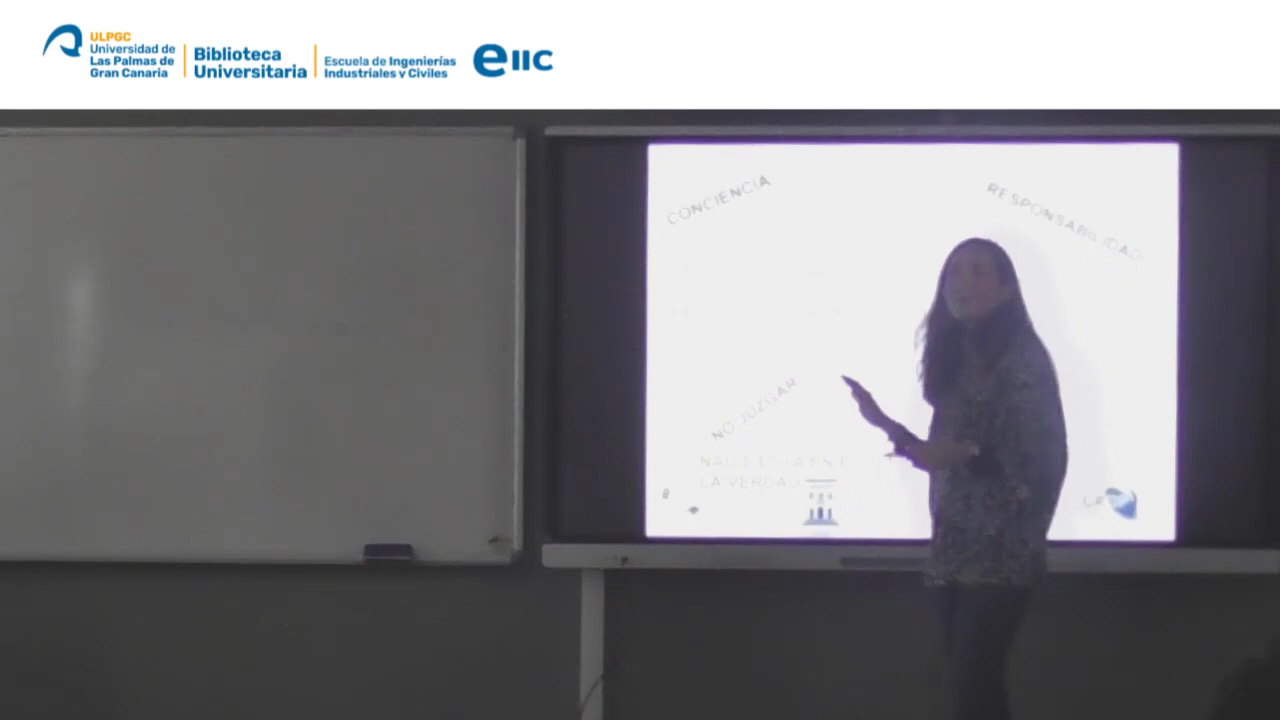 ULPGC
Universidad de
Las Palmas de
Gran Canaria
Biblioteca
Universitaria
Escuela de Ingenierías
Industriales y Civiles
eiic
CONCIENCIA
RESPONSABILIDAD
NO JUZGAR
LA VERDAD